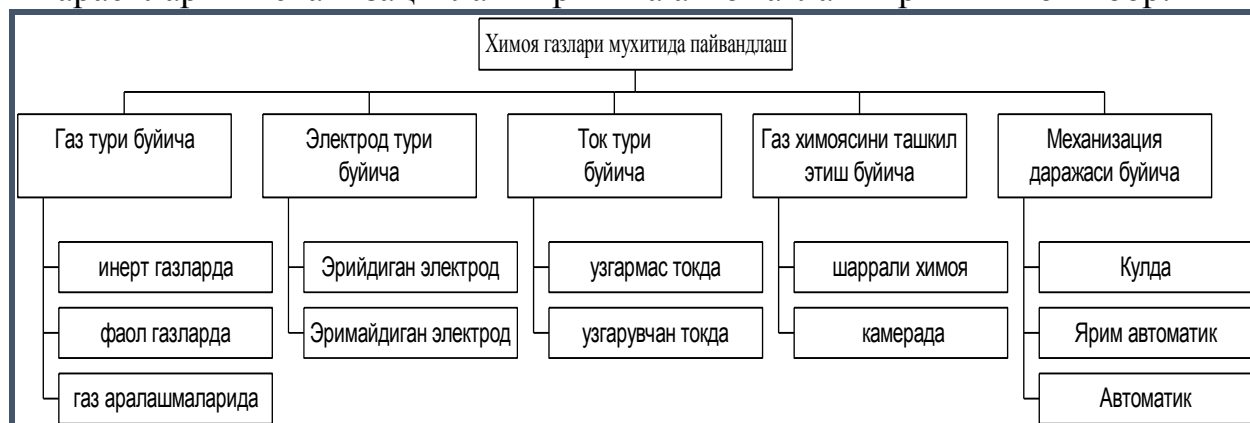 Химоя газлари мухитида пайвандлаш
Газ тури буйича
Электрод тури
буйича
Ток тури
буйича
Газ химоясини ташкил
этиш буйича
Механизация
даражаси буйича
инерт газларда
фаол газларда
газ аралашмаларида
Эрийдиган электрод
Эримайдиган электрод
узгармас токда
узгарувчан токда
шаррали химоя
камерада
Кулда
Ярим автоматик
Автоматик